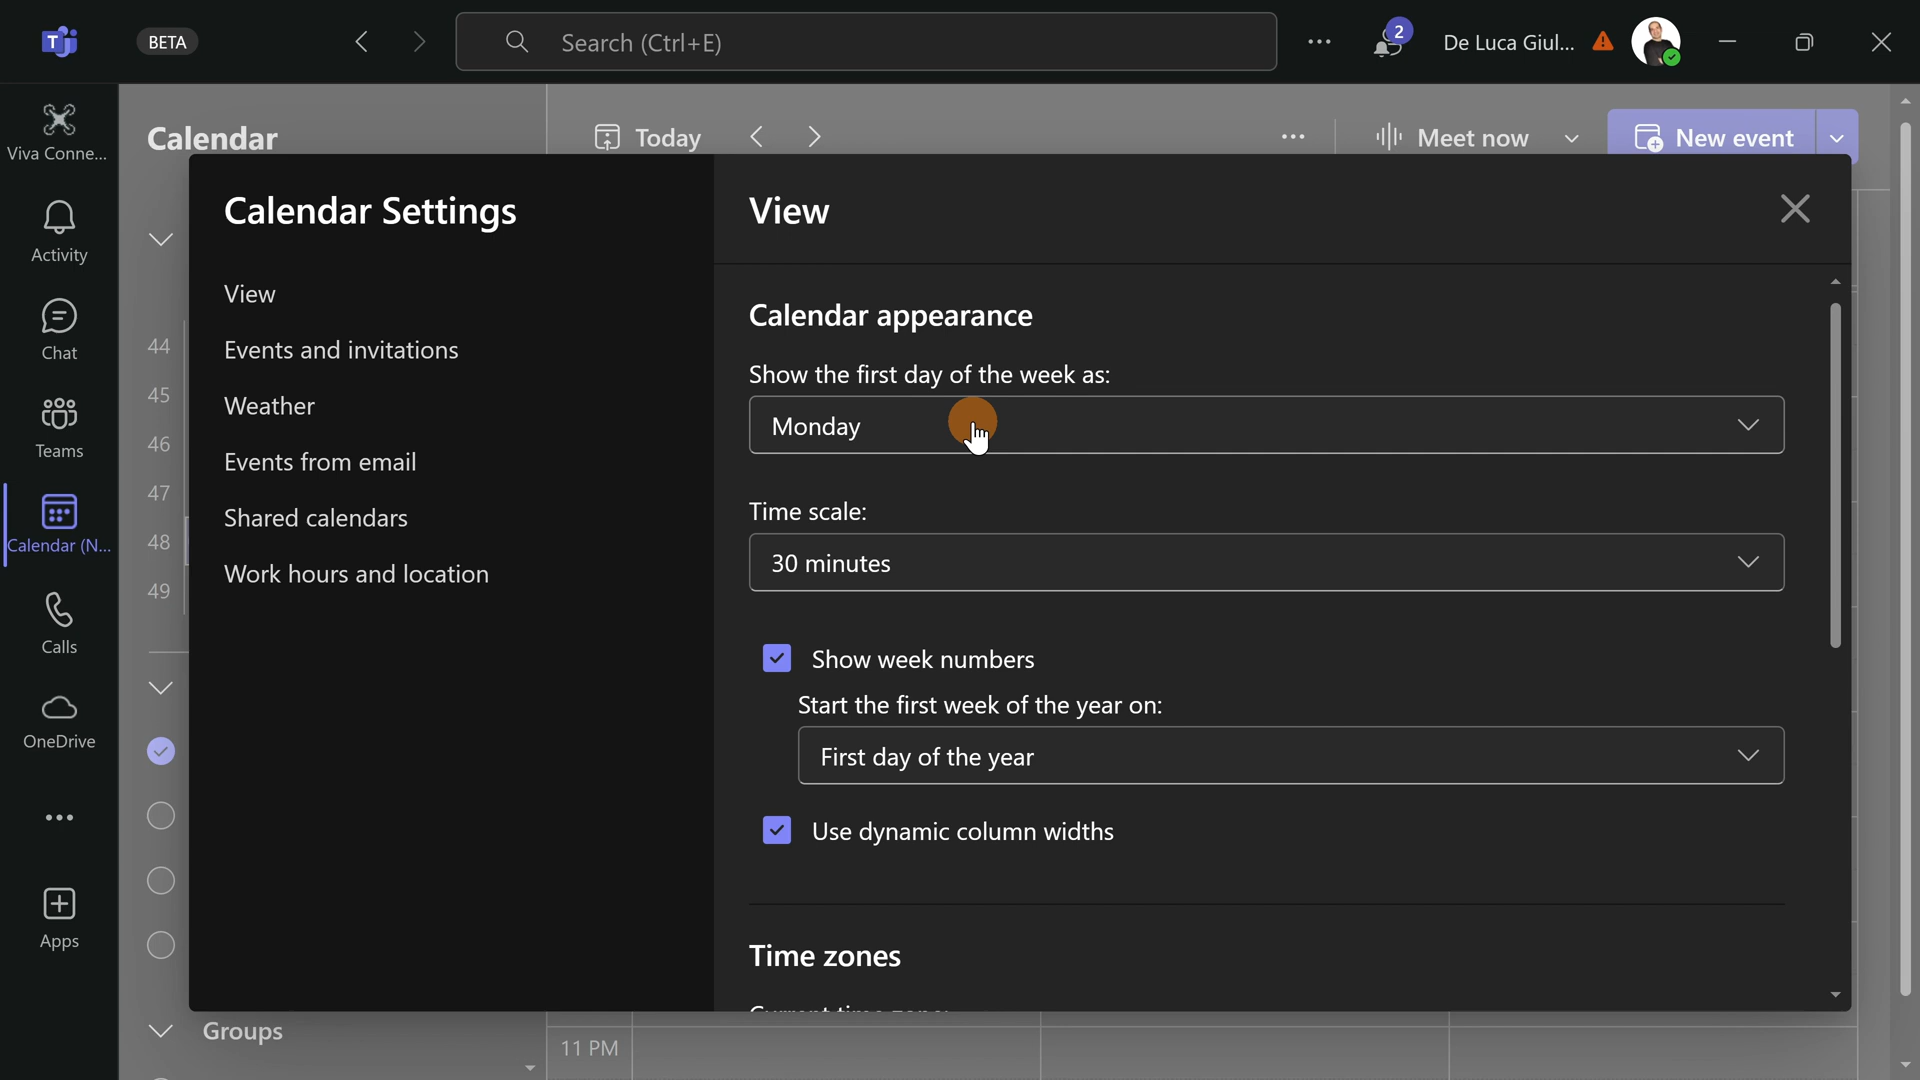 T
BETA
Search (Ctrl+E)
2
De Luca Giul...
Viva Conne...
Activity
Chat
Teams
Calendar (N...
Calls
OneDrive
Apps
Calendar
Today
Meet now
New event
44
45
46
47
48
49
Groups
11 PM
Calendar Settings
View
Events and invitations
Weather
Events from email
Shared calendars
Work hours and location
View
Calendar appearance
Show the first day of the week as:
Monday
Time scale:
30 minutes
Show week numbers
Start the first week of the year on:
First day of the year
Use dynamic column widths
Time zones
Current time zone: